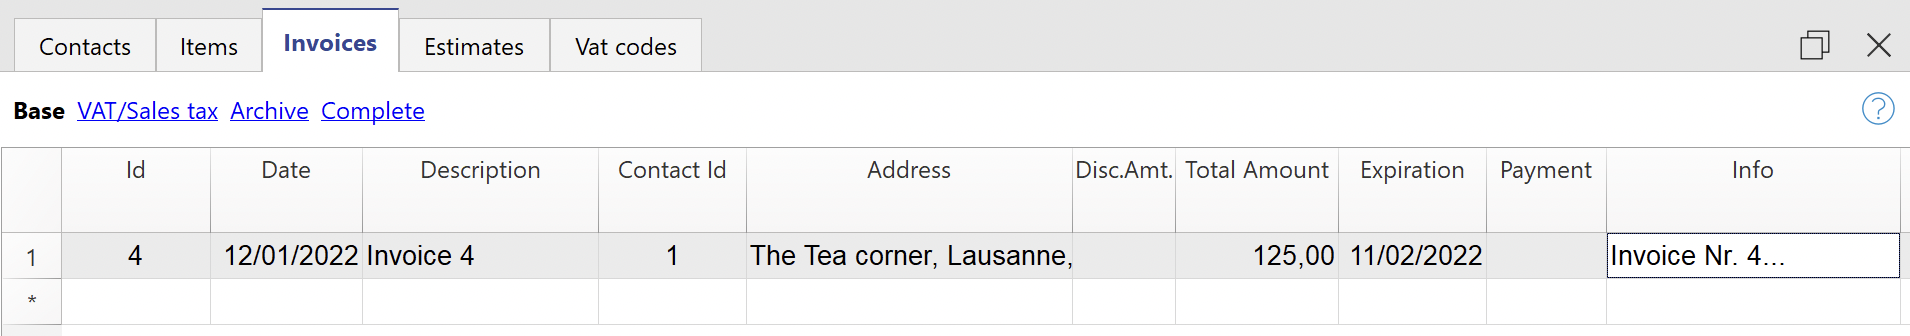 Contacts Items Invoices Estimates Vat codes
Base VAT/Sales tax Archive Complete ?
Id Date Description Contact Id Address Disc.Amt. Total Amount Expiration Payment Info
1 4 12/01/2022 Invoice 4 1 The Tea corner, Lausanne, 125,00 11/02/2022 Invoice Nr. 4...
*